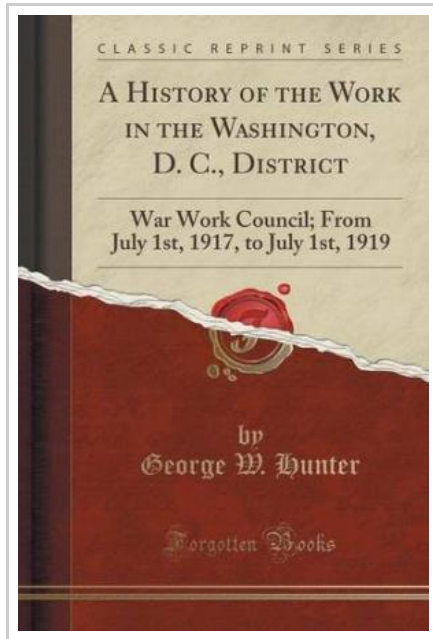 CLASSIC REPRINT SERIES
A HISTORY OF THE WORK
IN THE WASHINGTON,
D. C., DISTRICT
War Work Council; From
July 1st, 1917, to July 1st, 1919
by
George W. Hunter
Forgotten Books